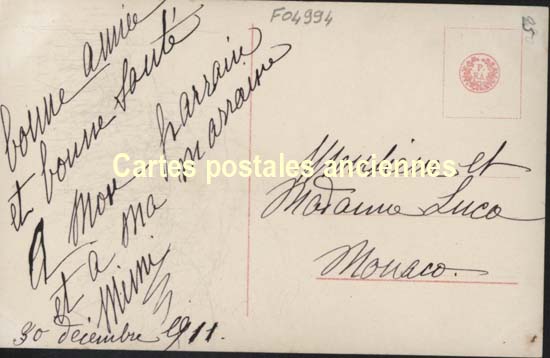 F04994
25
bonne année
et bonne santé
A mon parrain
et a ma marraine
Mimi
30 décembre 1911.
P.
R.A.
Cartes postales anciennes
Monsieur et
Madame Luca
Monaco.